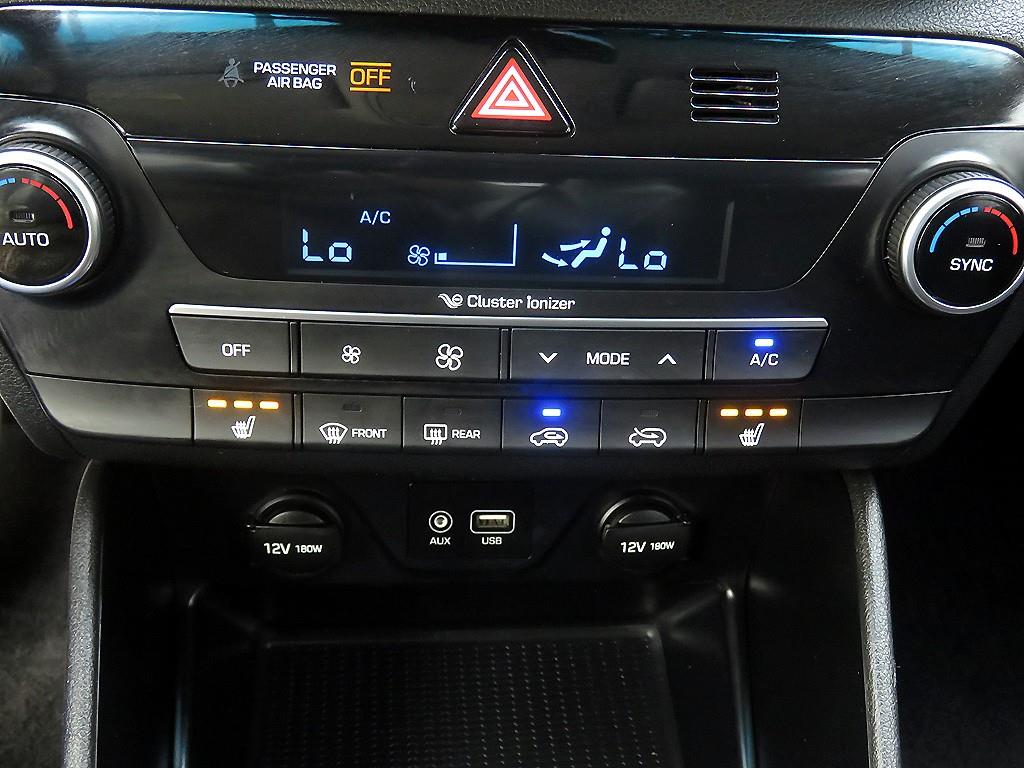 PASSENGER
AIR BAG
OFF
A/C
Lo
Lo
AUTO
SYNC
Cluster ionizer
OFF
MODE
A/C
FRONT
REAR
12V 180W
AUX
USB
12V 180W